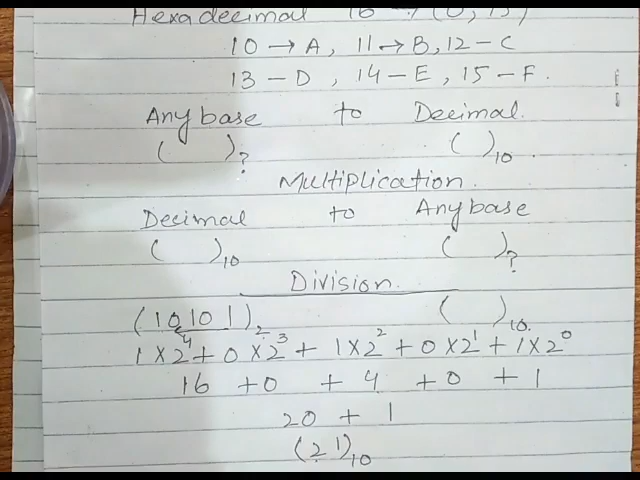 Hexadecimal 16 → (0, 15)
10 → A, 11 → B, 12 - C
13 - D, 14 - E, 15 - F.
Any base to Decimal.
( )? ( )₁₀.
Multiplication.
Decimal to Any base
( )₁₀ ( )?
Division.
(10101)₂ ( )₁₀.
1×2⁴ + 0×2³ + 1×2² + 0×2¹ + 1×2⁰
16 + 0 + 4 + 0 + 1
20 + 1
(21)₁₀